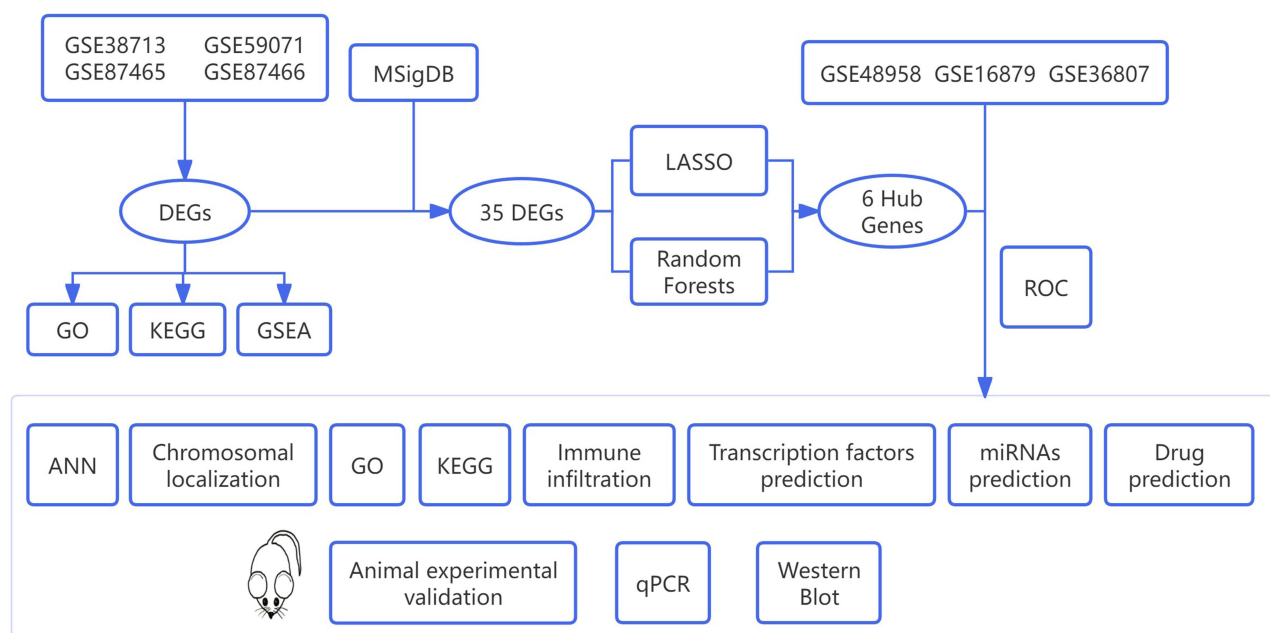 GSE38713 GSE59071
GSE87465 GSE87466
MSigDB
GSE48958 GSE16879 GSE36807
LASSO
DEGs
35 DEGs
6 Hub
Genes
Random
Forests
ROC
GO
KEGG
GSEA
ANN
Chromosomal
localization
GO
KEGG
Immune
infiltration
Transcription factors
prediction
miRNAs
prediction
Drug
prediction
Animal experimental
validation
qPCR
Western
Blot